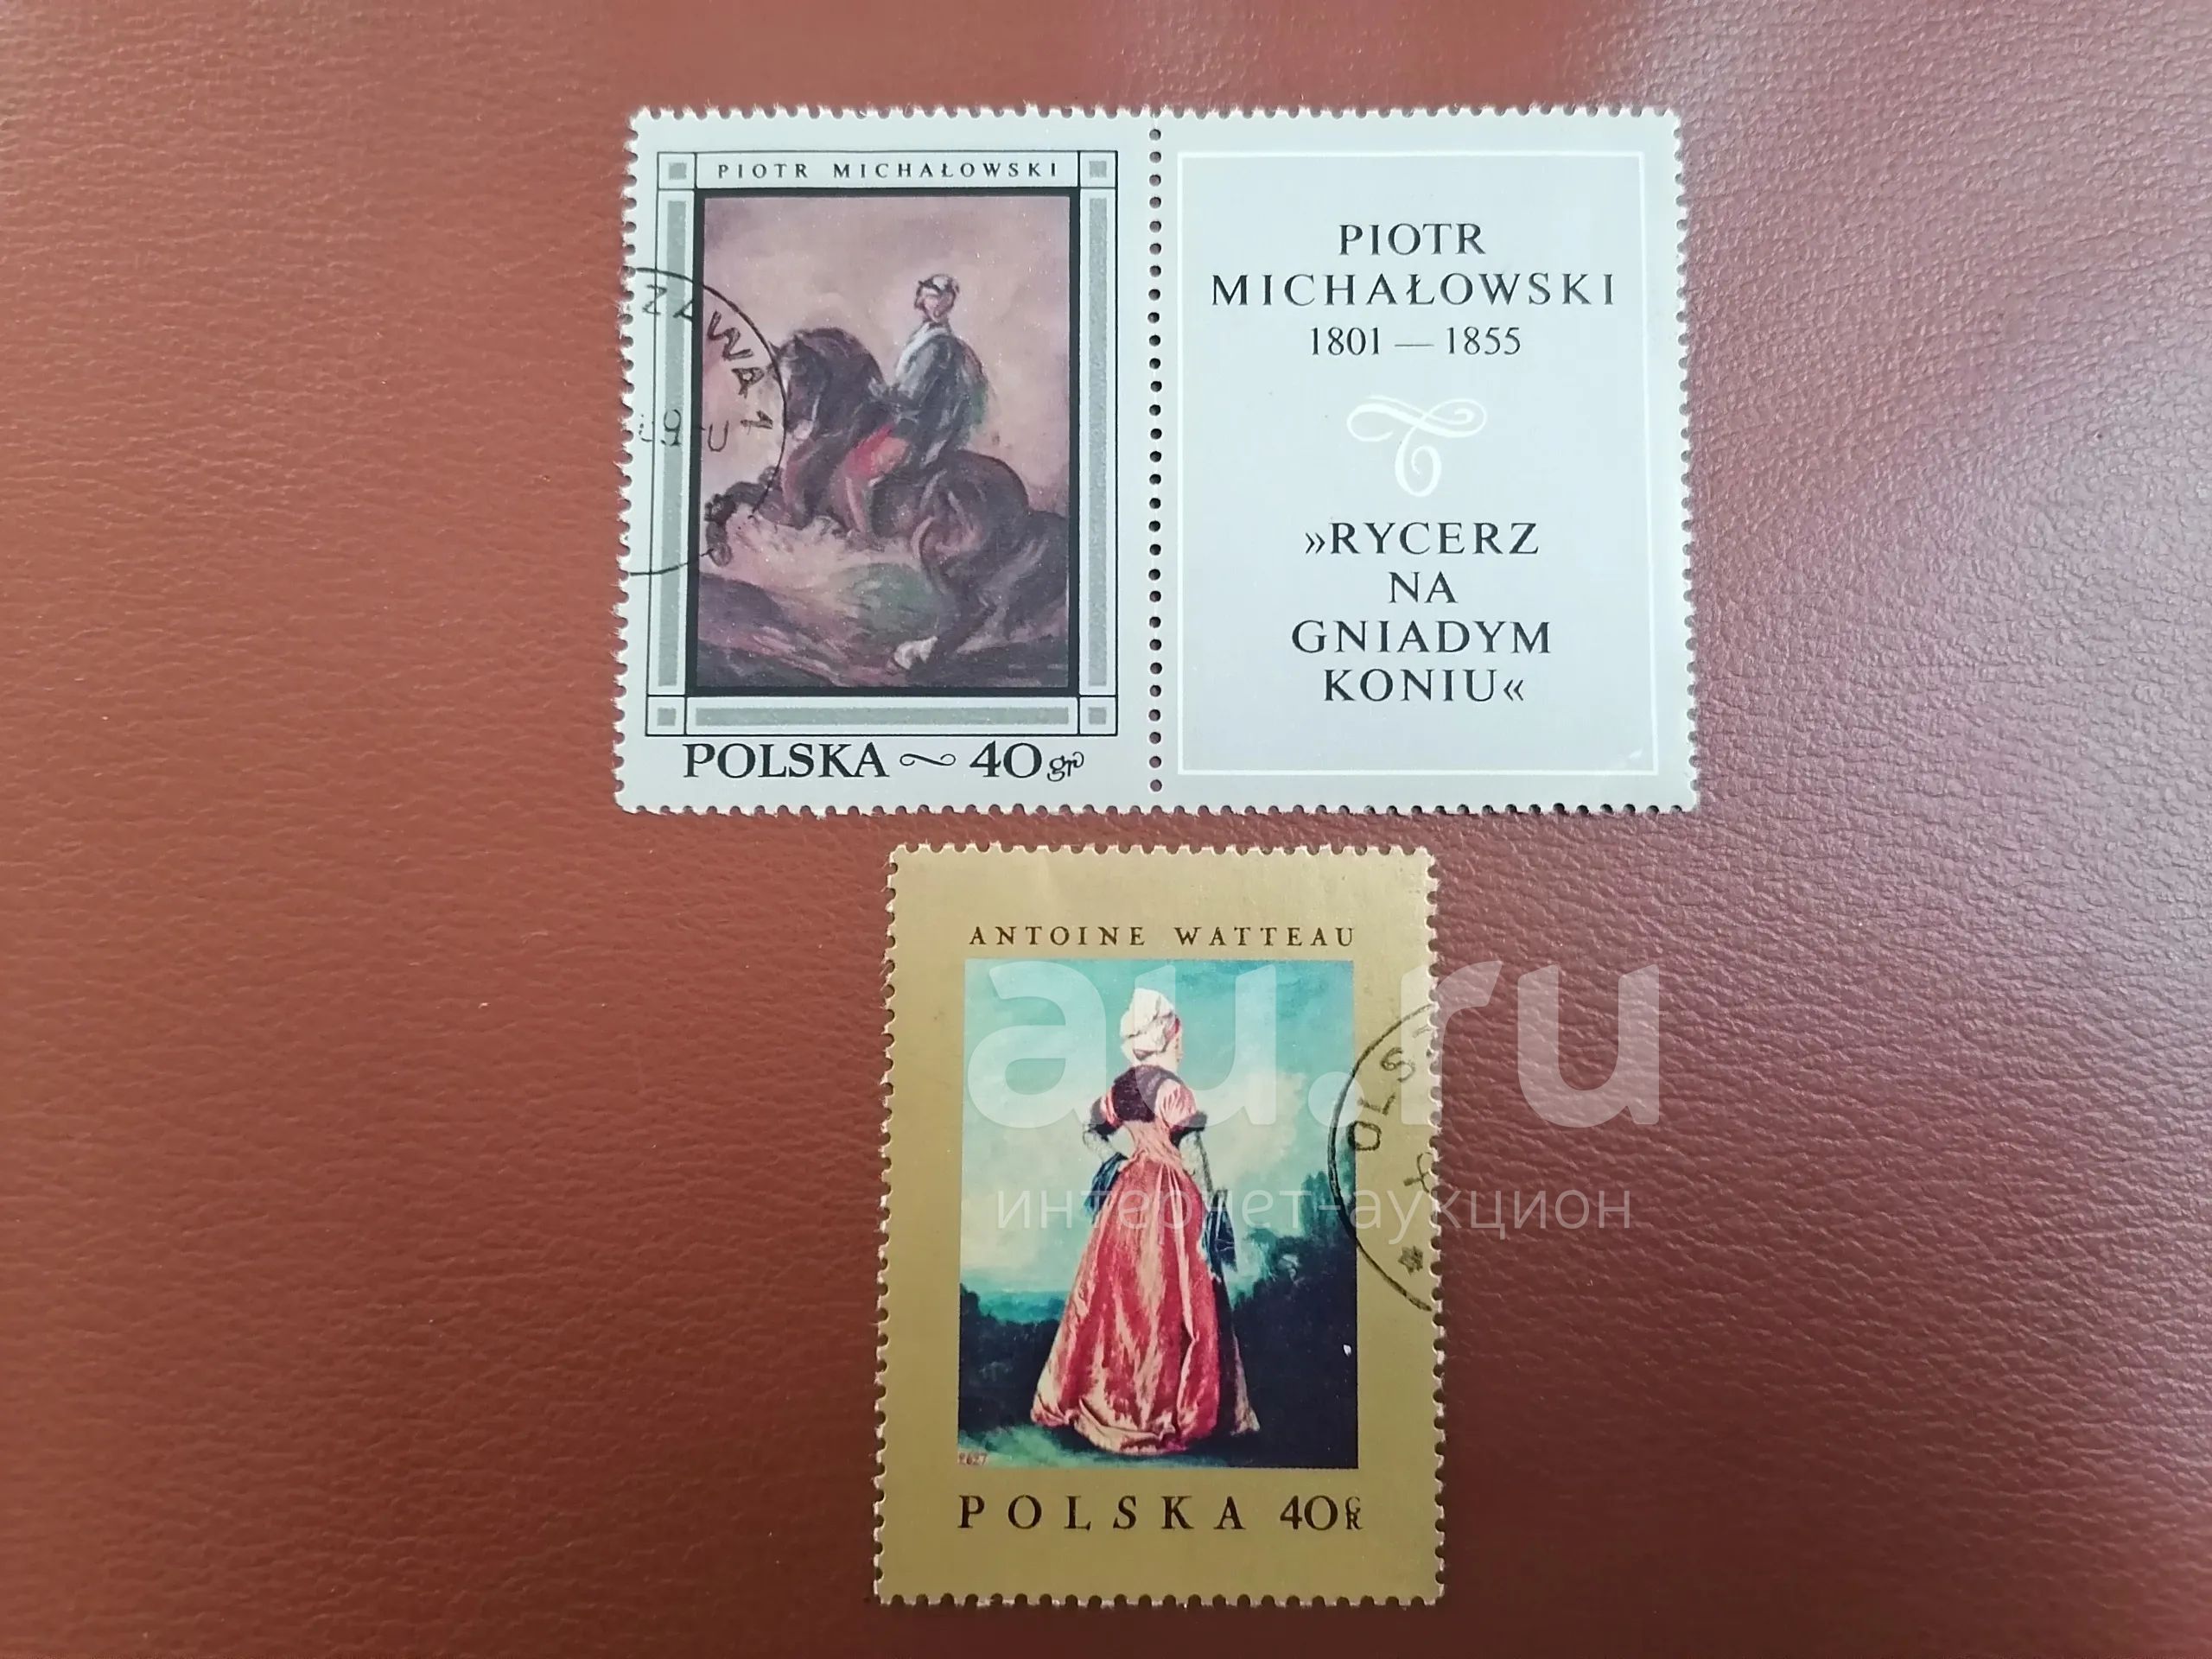 PIOTR MICHAŁOWSKI
POLSKA ~ 40 gr
PIOTR
MICHAŁOWSKI
1801 — 1855
»RYCERZ
NA
GNIADYM
KONIU«
ANTOINE WATTEAU
au.ru
интернет-аукцион
POLSKA 40 GR